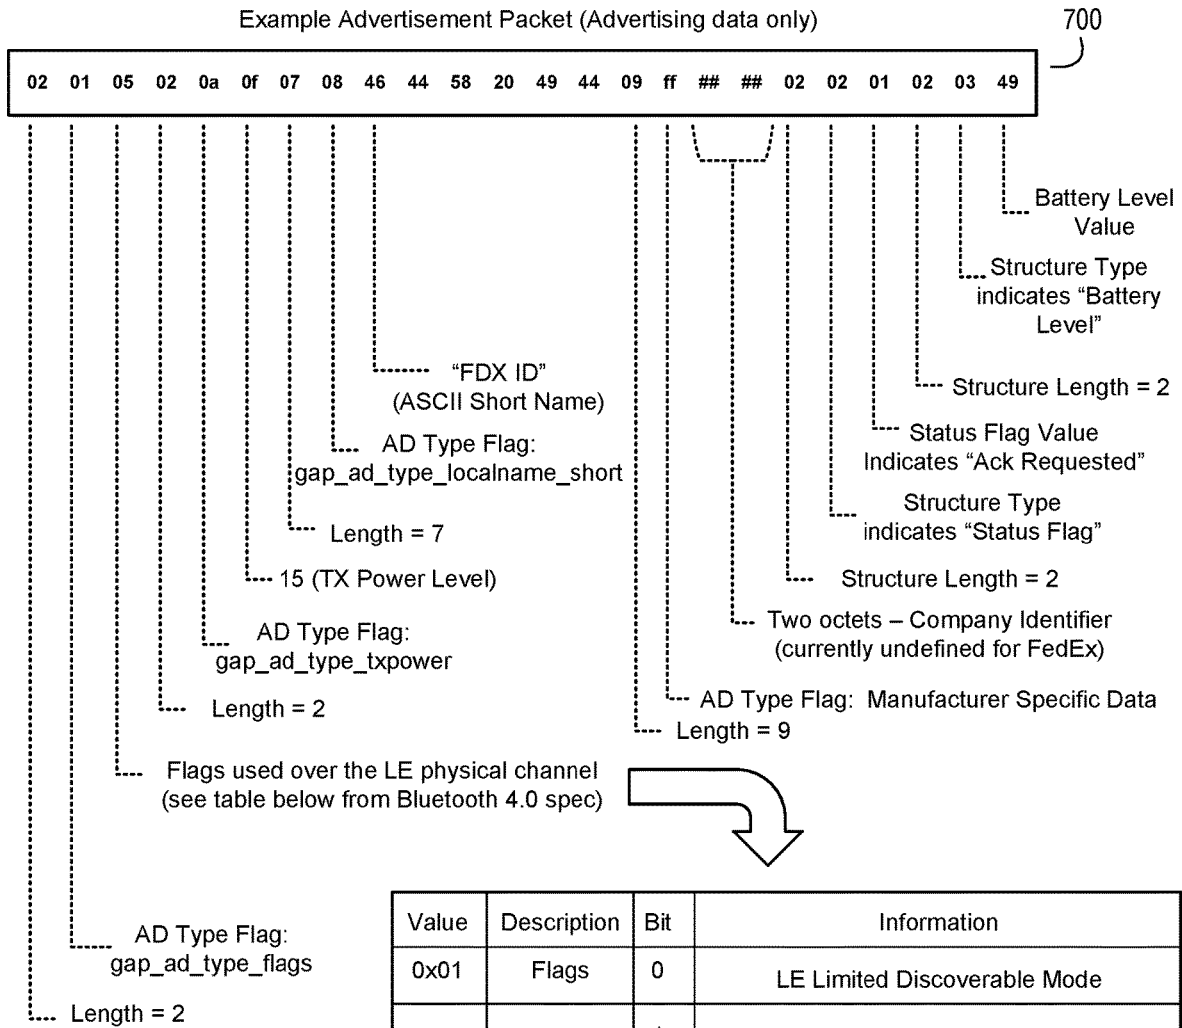 Example Advertisement Packet (Advertising data only)
700
02 01 05 02 0a 0f 07 08 46 44 58 20 49 44 09 ff ## ## 02 02 01 02 03 49
Battery Level
Value
Structure Type
indicates “Battery
Level”
“FDX ID”
(ASCII Short Name)
Structure Length = 2
AD Type Flag:
gap_ad_type_localname_short
Status Flag Value
Indicates “Ack Requested”
Length = 7
Structure Type
indicates “Status Flag”
15 (TX Power Level)
Structure Length = 2
AD Type Flag:
gap_ad_type_txpower
Two octets – Company Identifier
(currently undefined for FedEx)
Length = 2
AD Type Flag: Manufacturer Specific Data
Length = 9
Flags used over the LE physical channel
(see table below from Bluetooth 4.0 spec)
AD Type Flag:
gap_ad_type_flags
Length = 2
Value Description Bit Information
0x01 Flags 0 LE Limited Discoverable Mode